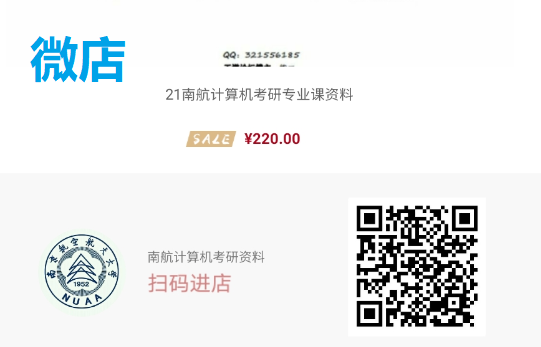 微店
QQ: 321556185
21南航计算机考研专业课资料
SALE ¥220.00
南航计算机考研资料
扫码进店
南京航空航天大学
1952
NUAA